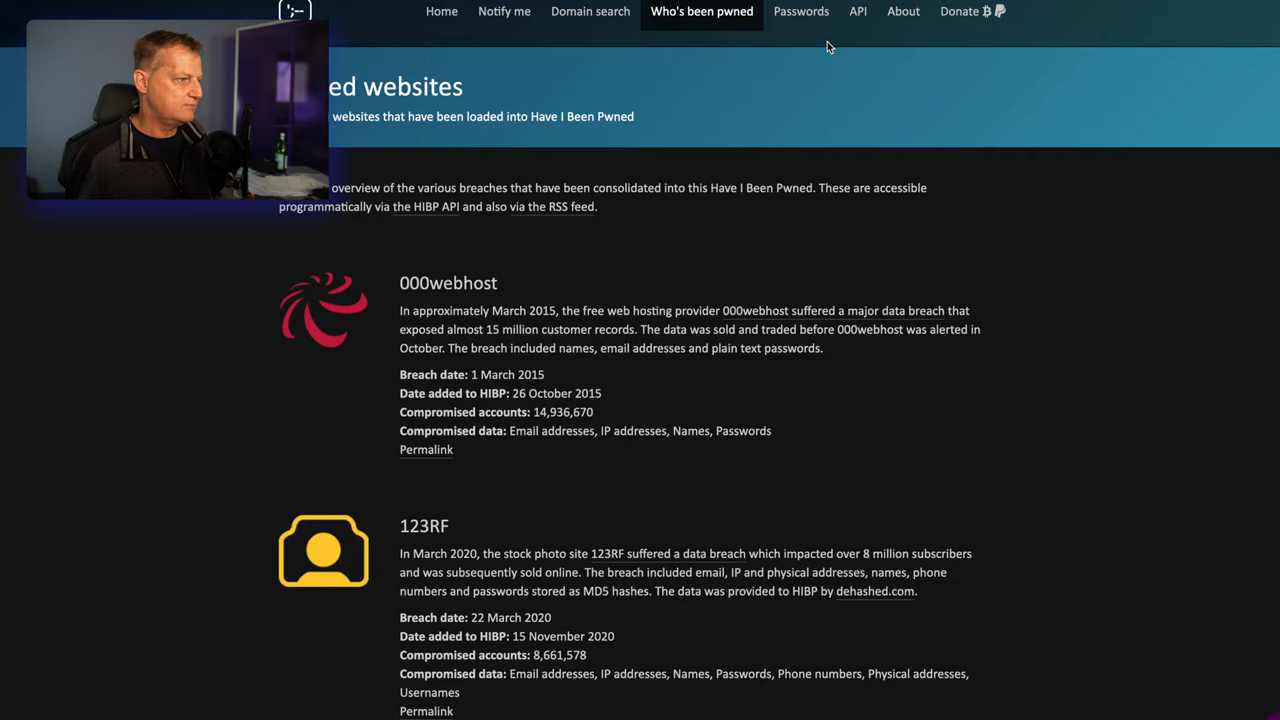 ';--
Home Notify me Domain search Who's been pwned Passwords API About Donate
ed websites
websites that have been loaded into Have I Been Pwned
overview of the various breaches that have been consolidated into this Have I Been Pwned. These are accessible
programmatically via the HIBP API and also via the RSS feed.
000webhost
In approximately March 2015, the free web hosting provider 000webhost suffered a major data breach that
exposed almost 15 million customer records. The data was sold and traded before 000webhost was alerted in
October. The breach included names, email addresses and plain text passwords.
Breach date: 1 March 2015
Date added to HIBP: 26 October 2015
Compromised accounts: 14,936,670
Compromised data: Email addresses, IP addresses, Names, Passwords
Permalink
123RF
In March 2020, the stock photo site 123RF suffered a data breach which impacted over 8 million subscribers
and was subsequently sold online. The breach included email, IP and physical addresses, names, phone
numbers and passwords stored as MD5 hashes. The data was provided to HIBP by dehashed.com.
Breach date: 22 March 2020
Date added to HIBP: 15 November 2020
Compromised accounts: 8,661,578
Compromised data: Email addresses, IP addresses, Names, Passwords, Phone numbers, Physical addresses,
Usernames
Permalink